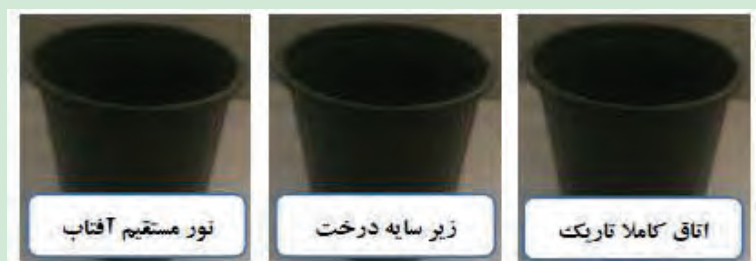 اتاق کاملا تاریک
زیر سایه درخت
نور مستقیم آفتاب